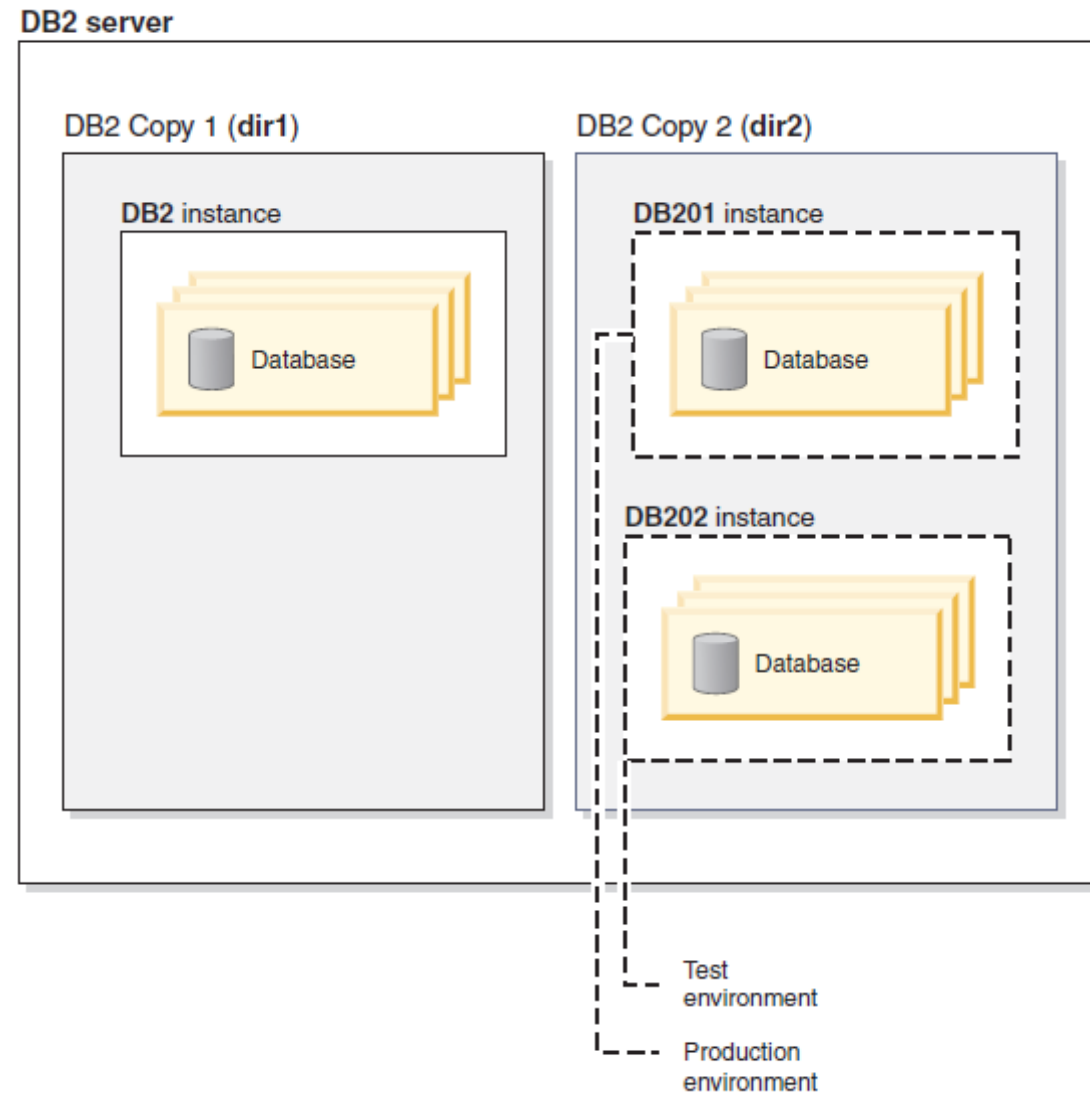 DB2 server
DB2 Copy 1 (dir1)
DB2 instance
Database
DB2 Copy 2 (dir2)
DB201 instance
Database
DB202 instance
Database
Test
environment
Production
environment